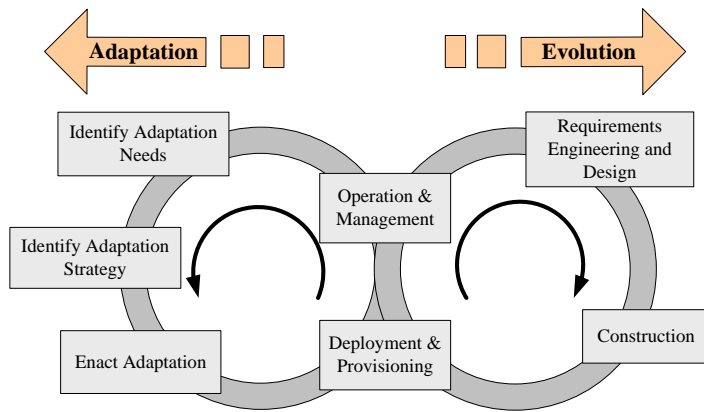 Adaptation
Evolution
Identify Adaptation
Needs
Requirements
Engineering and
Design
Operation &
Management
Identify Adaptation
Strategy
Enact Adaptation
Deployment &
Provisioning
Construction